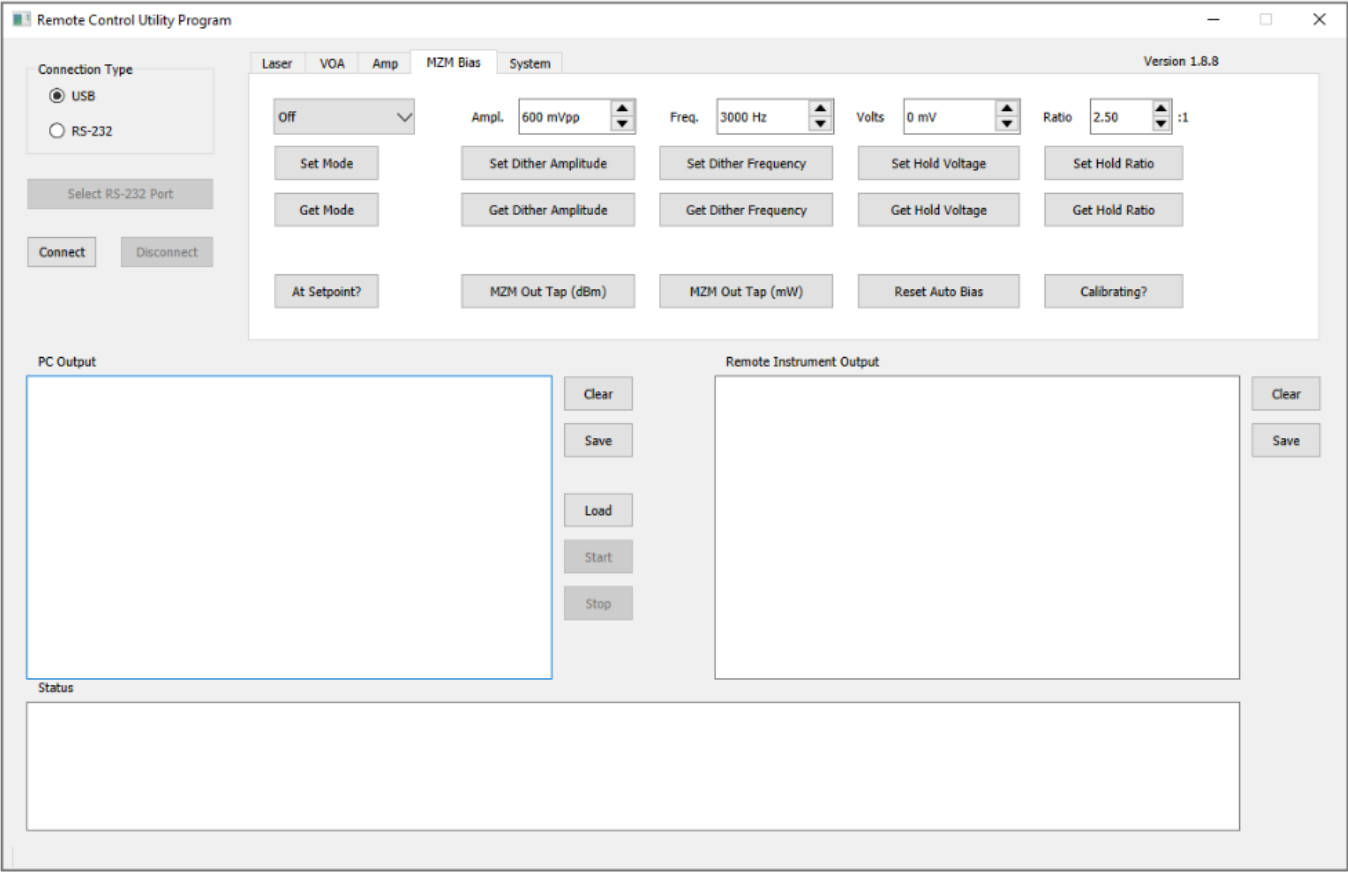 Remote Control Utility Program
Connection Type
USB
RS-232
Select RS-232 Port
Connect Disconnect
Laser VOA Amp MZM Bias System
Version 1.8.8
Off Ampl. 600 mVpp Freq. 3000 Hz Volts 0 mV Ratio 2.50 :1
Set Mode Set Dither Amplitude Set Dither Frequency Set Hold Voltage Set Hold Ratio
Get Mode Get Dither Amplitude Get Dither Frequency Get Hold Voltage Get Hold Ratio
At Setpoint? MZM Out Tap (dBm) MZM Out Tap (mW) Reset Auto Bias Calibrating?
PC Output
Clear
Save
Load
Start
Stop
Remote Instrument Output
Clear
Save
Status